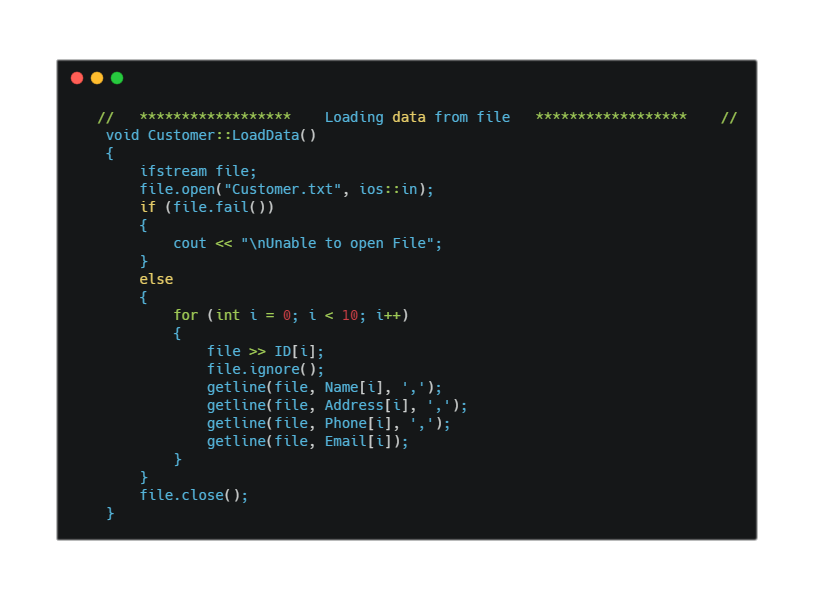 //   ******************    Loading data from file   ******************    //
void Customer::LoadData()
{
    ifstream file;
    file.open("Customer.txt", ios::in);
    if (file.fail())
    {
        cout << "\nUnable to open File";
    }
    else
    {
        for (int i = 0; i < 10; i++)
        {
            file >> ID[i];
            file.ignore();
            getline(file, Name[i], ',');
            getline(file, Address[i], ',');
            getline(file, Phone[i], ',');
            getline(file, Email[i]);
        }
    }
    file.close();
}